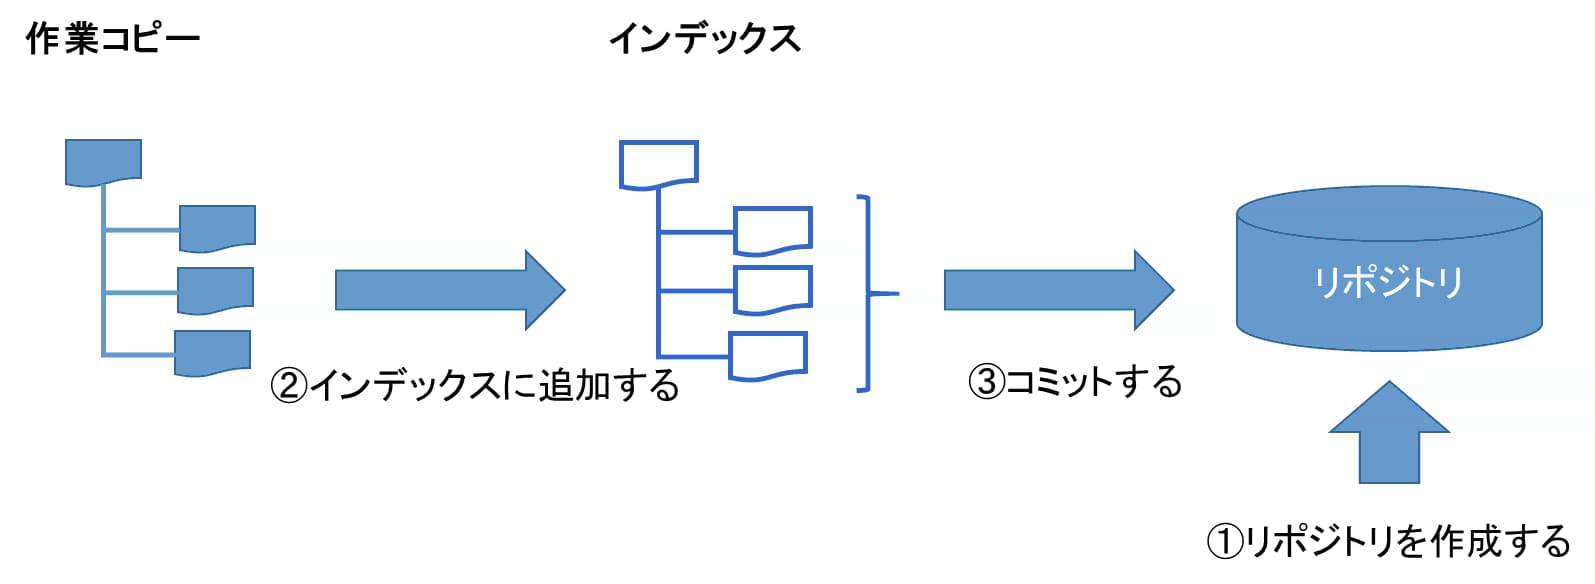 作業コピー
インデックス
リポジトリ
②インデックスに追加する
③コミットする
①リポジトリを作成する